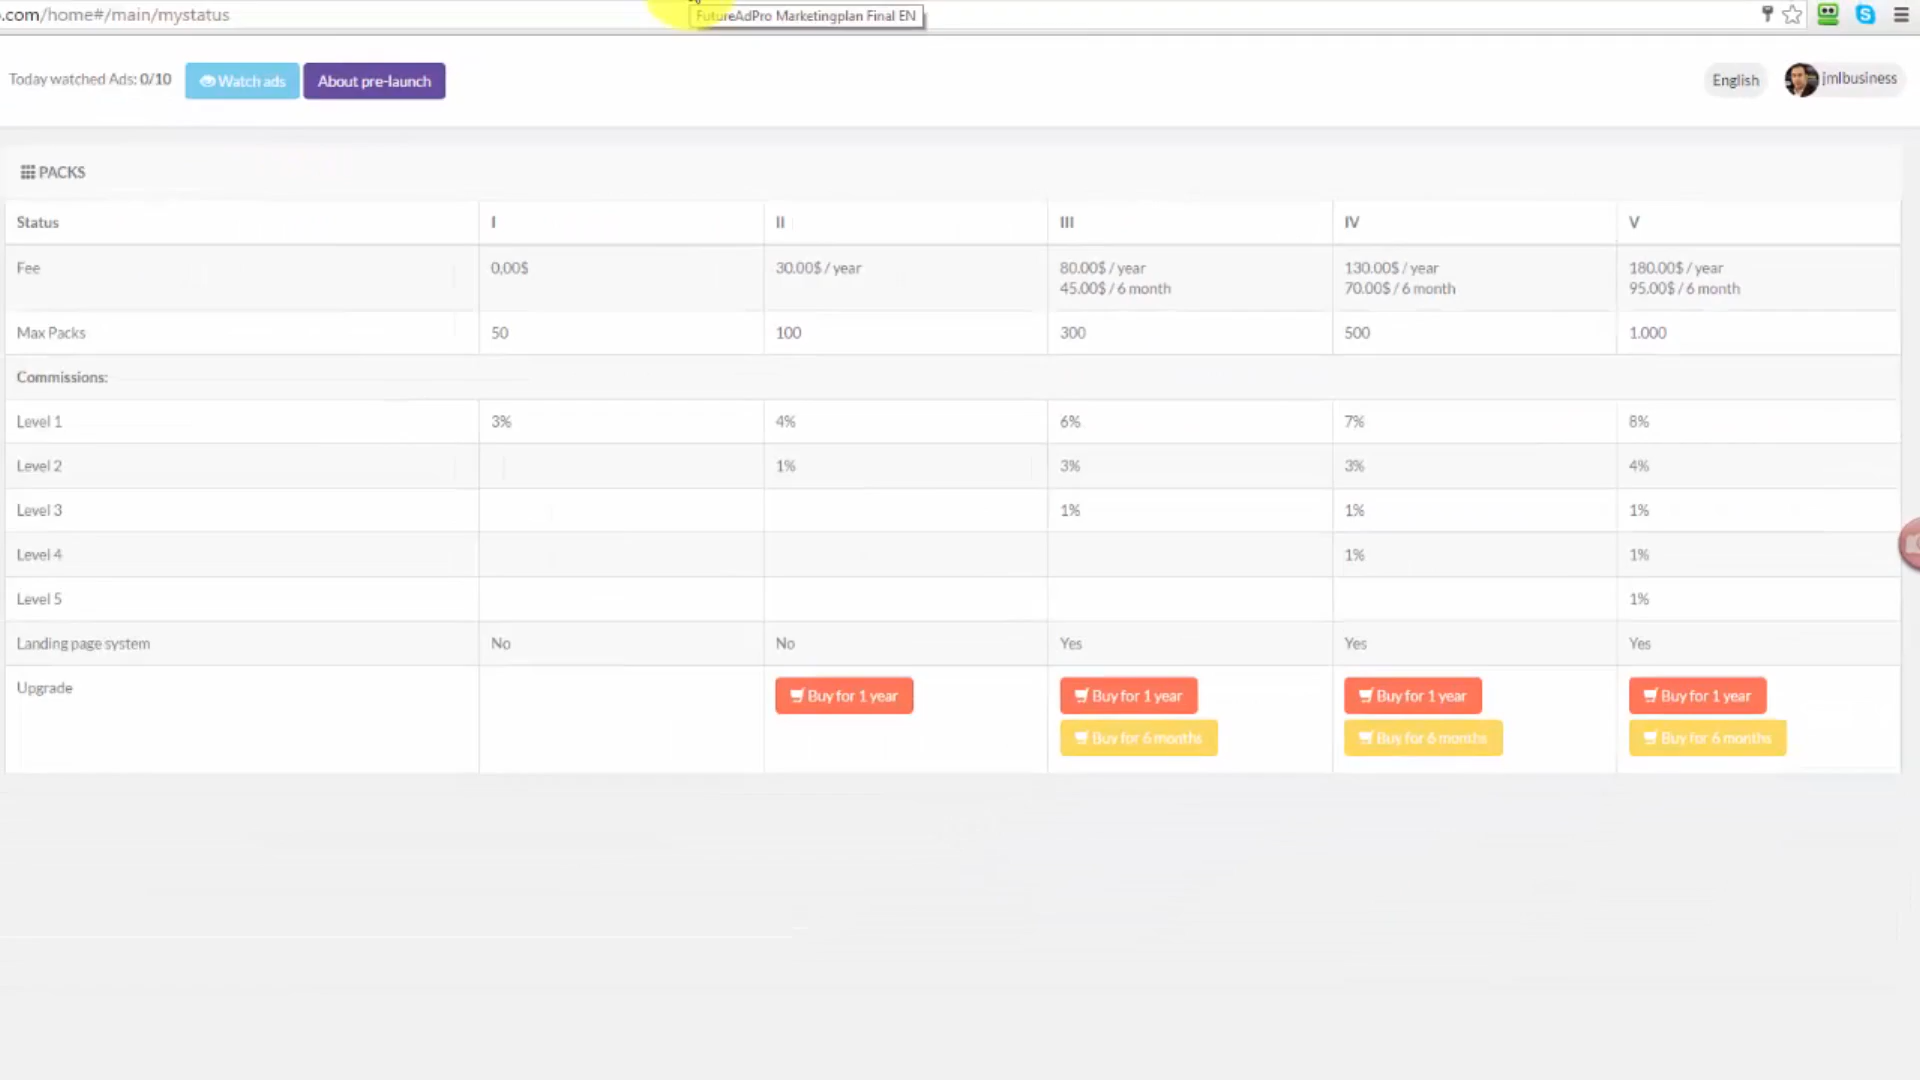 o.com/home#/main/mystatus
FutureAdPro Marketingplan Final EN
Today watched Ads: 0/10 Watch ads About pre-launch English jmlbusiness
PACKS
Status I II III IV V
Fee 0,00$ 30.00$ / year 80.00$ / year 130.00$ / year 180.00$ / year
45.00$ / 6 month 70.00$ / 6 month 95.00$ / 6 month
Max Packs 50 100 300 500 1.000
Commissions:
Level 1 3% 4% 6% 7% 8%
Level 2 1% 3% 3% 4%
Level 3 1% 1% 1%
Level 4 1% 1%
Level 5 1%
Landing page system No No Yes Yes Yes
Upgrade Buy for 1 year Buy for 1 year Buy for 1 year Buy for 1 year
Buy for 6 months Buy for 6 months Buy for 6 months